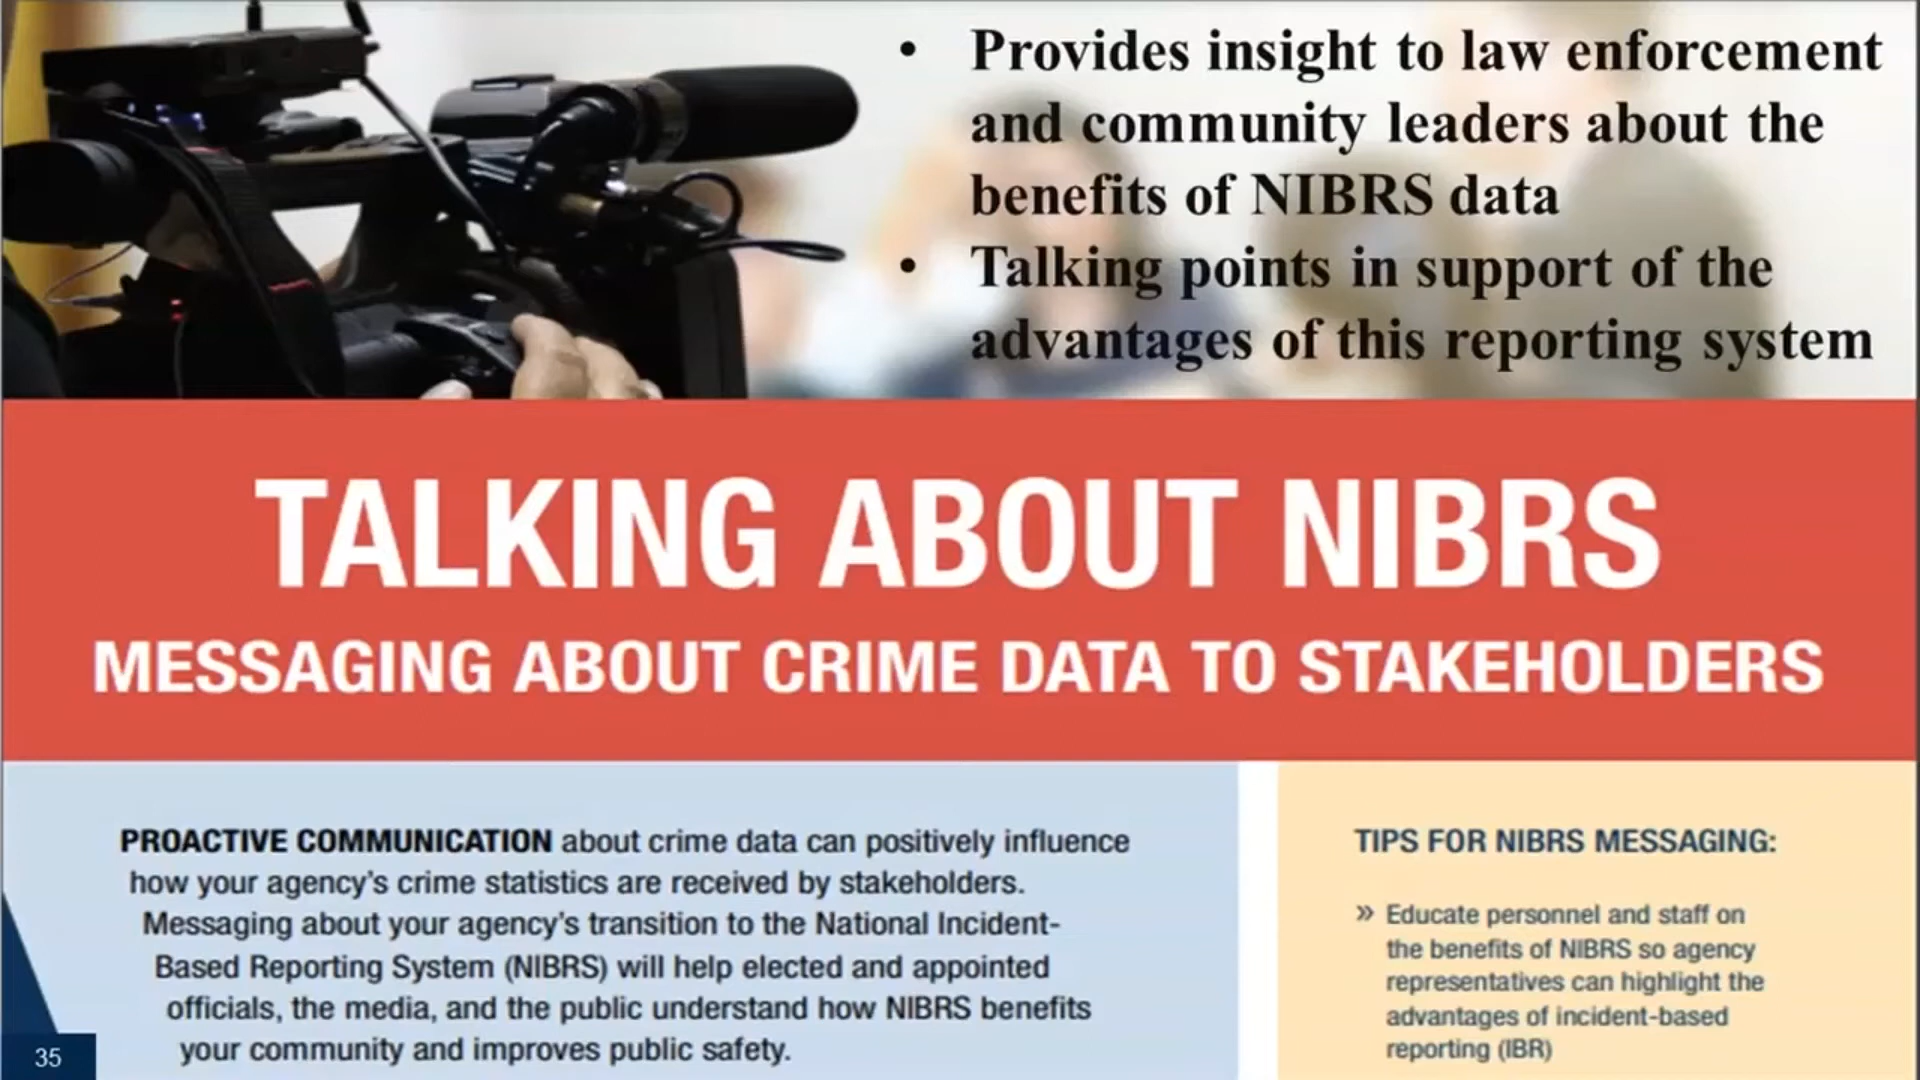 • Provides insight to law enforcement
and community leaders about the
benefits of NIBRS data
• Talking points in support of the
advantages of this reporting system
TALKING ABOUT NIBRS
MESSAGING ABOUT CRIME DATA TO STAKEHOLDERS
PROACTIVE COMMUNICATION about crime data can positively influence
how your agency's crime statistics are received by stakeholders.
Messaging about your agency's transition to the National Incident-
Based Reporting System (NIBRS) will help elected and appointed
officials, the media, and the public understand how NIBRS benefits
your community and improves public safety.
TIPS FOR NIBRS MESSAGING:
» Educate personnel and staff on
the benefits of NIBRS so agency
representatives can highlight the
advantages of incident-based
reporting (IBR)
35